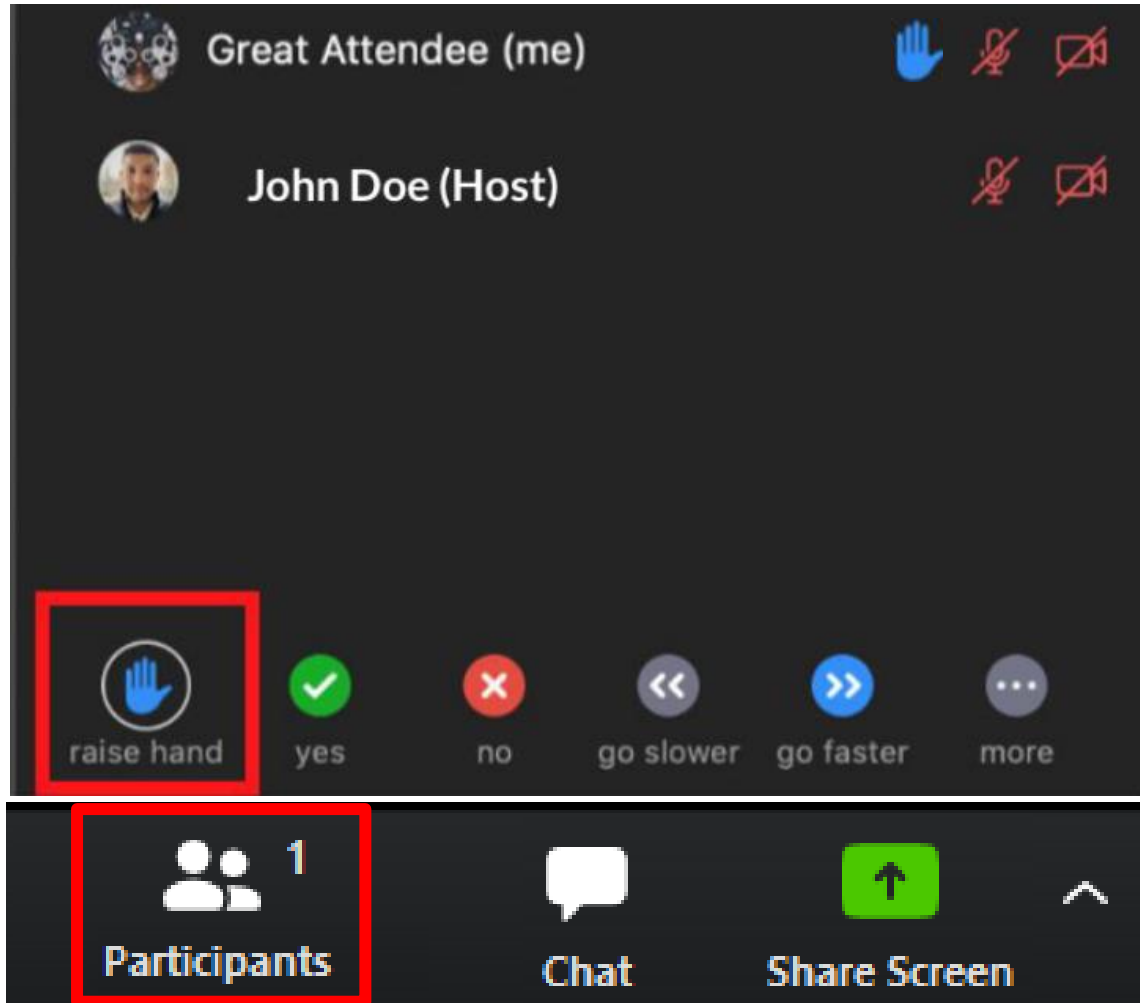 Great Attendee (me)
John Doe (Host)
raise hand yes no go slower go faster more
1
Participants Chat Share Screen